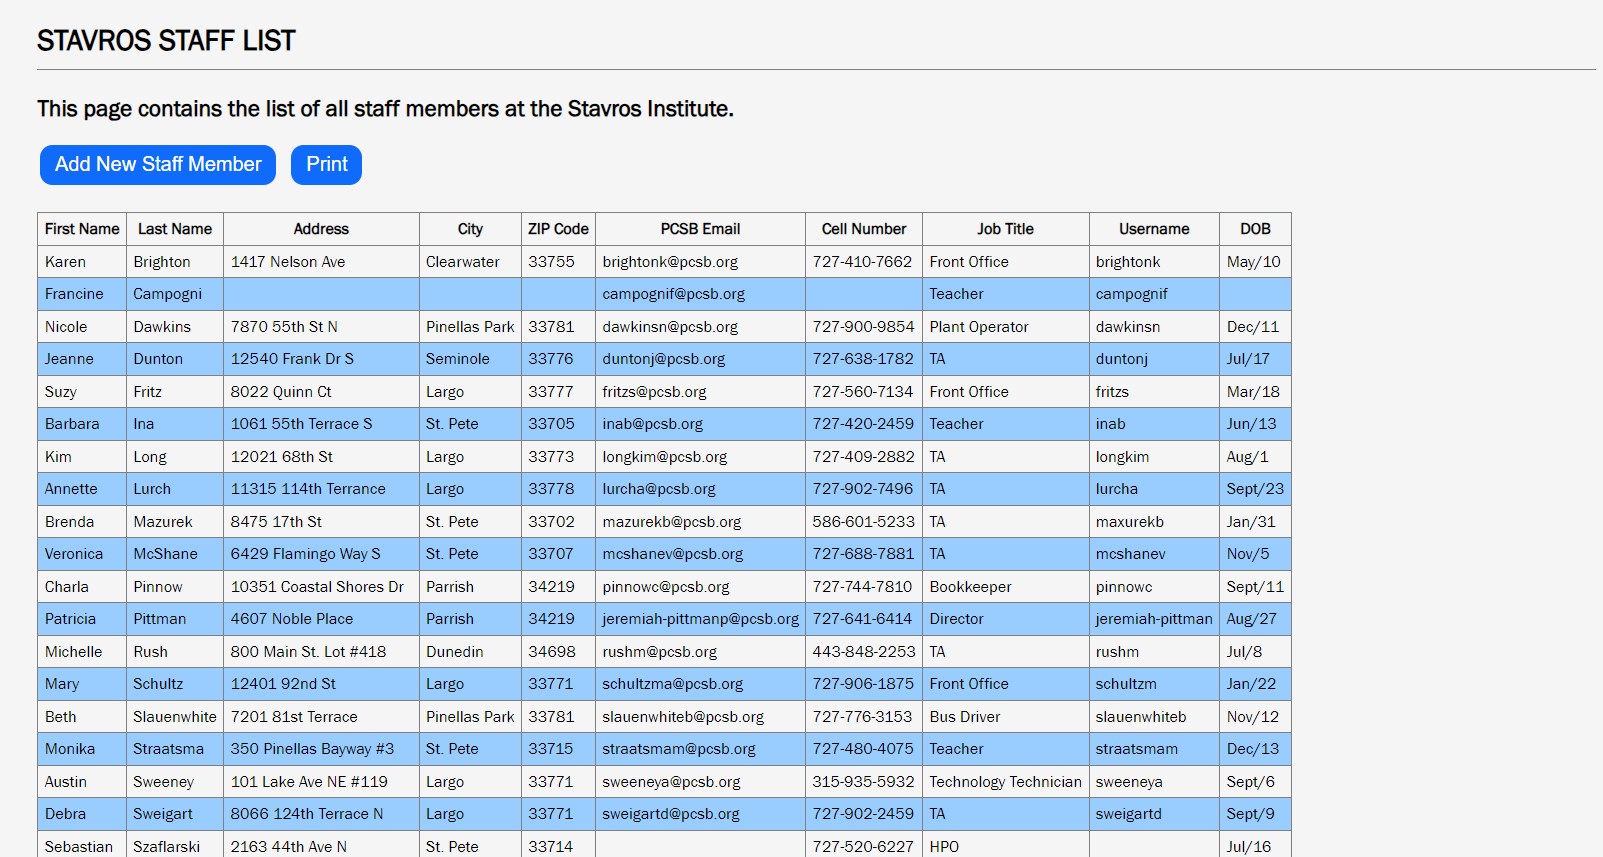 STAVROS STAFF LIST
This page contains the list of all staff members at the Stavros Institute.
Add New Staff Member Print
First Name Last Name Address City ZIP Code PCSB Email Cell Number Job Title Username DOB
Karen Brighton 1417 Nelson Ave Clearwater 33755 brightonk@pcsb.org 727-410-7662 Front Office brightonk May/10
Francine Campogni campognif@pcsb.org Teacher campognif
Nicole Dawkins 7870 55th St N Pinellas Park 33781 dawkinsn@pcsb.org 727-900-9854 Plant Operator dawkinsn Dec/11
Jeanne Dunton 12540 Frank Dr S Seminole 33776 duntonj@pcsb.org 727-638-1782 TA duntonj Jul/17
Suzy Fritz 8022 Quinn Ct Largo 33777 fritzs@pcsb.org 727-560-7134 Front Office fritzs Mar/18
Barbara Ina 1061 55th Terrace S St. Pete 33705 inab@pcsb.org 727-420-2459 Teacher inab Jun/13
Kim Long 12021 68th St Largo 33773 longkim@pcsb.org 727-409-2882 TA longkim Aug/1
Annette Lurch 11315 114th Terrance Largo 33778 lurcha@pcsb.org 727-902-7496 TA lurcha Sept/23
Brenda Mazurek 8475 17th St St. Pete 33702 mazurekb@pcsb.org 586-601-5233 TA maxurekb Jan/31
Veronica McShane 6429 Flamingo Way S St. Pete 33707 mcshanev@pcsb.org 727-688-7881 TA mcshanev Nov/5
Charla Pinnow 10351 Coastal Shores Dr Parrish 34219 pinnowc@pcsb.org 727-744-7810 Bookkeeper pinnowc Sept/11
Patricia Pittman 4607 Noble Place Parrish 34219 jeremiah-pittmanp@pcsb.org 727-641-6414 Director jeremiah-pittman Aug/27
Michelle Rush 800 Main St. Lot #418 Dunedin 34698 rushm@pcsb.org 443-848-2253 TA rushm Jul/8
Mary Schultz 12401 92nd St Largo 33771 schultzma@pcsb.org 727-906-1875 Front Office schultzm Jan/22
Beth Slauenwhite 7201 81st Terrace Pinellas Park 33781 slauenwhiteb@pcsb.org 727-776-3153 Bus Driver slauenwhiteb Nov/12
Monika Straatsma 350 Pinellas Bayway #3 St. Pete 33715 straatsmam@pcsb.org 727-480-4075 Teacher straatsmam Dec/13
Austin Sweeney 101 Lake Ave NE #119 Largo 33771 sweeneya@pcsb.org 315-935-5932 Technology Technician sweeneya Sept/6
Debra Sweigart 8066 124th Terrace N Largo 33771 sweigartd@pcsb.org 727-902-2459 TA sweigartd Sept/9
Sebastian Szaflarski 2163 44th Ave N St. Pete 33714 727-520-6227 HPO Jul/16